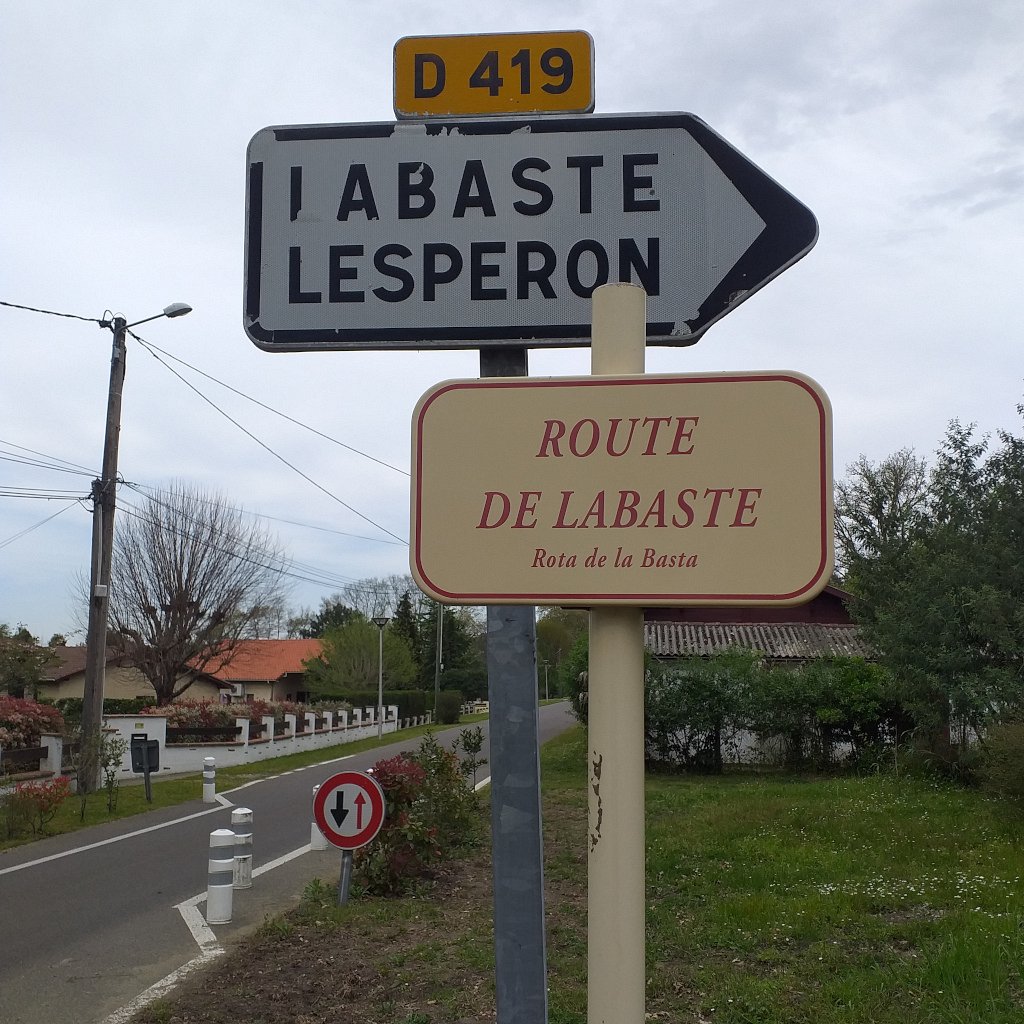 D 419
LABASTE
LESPERON
ROUTE
DE LABASTE
Rota de la Basta